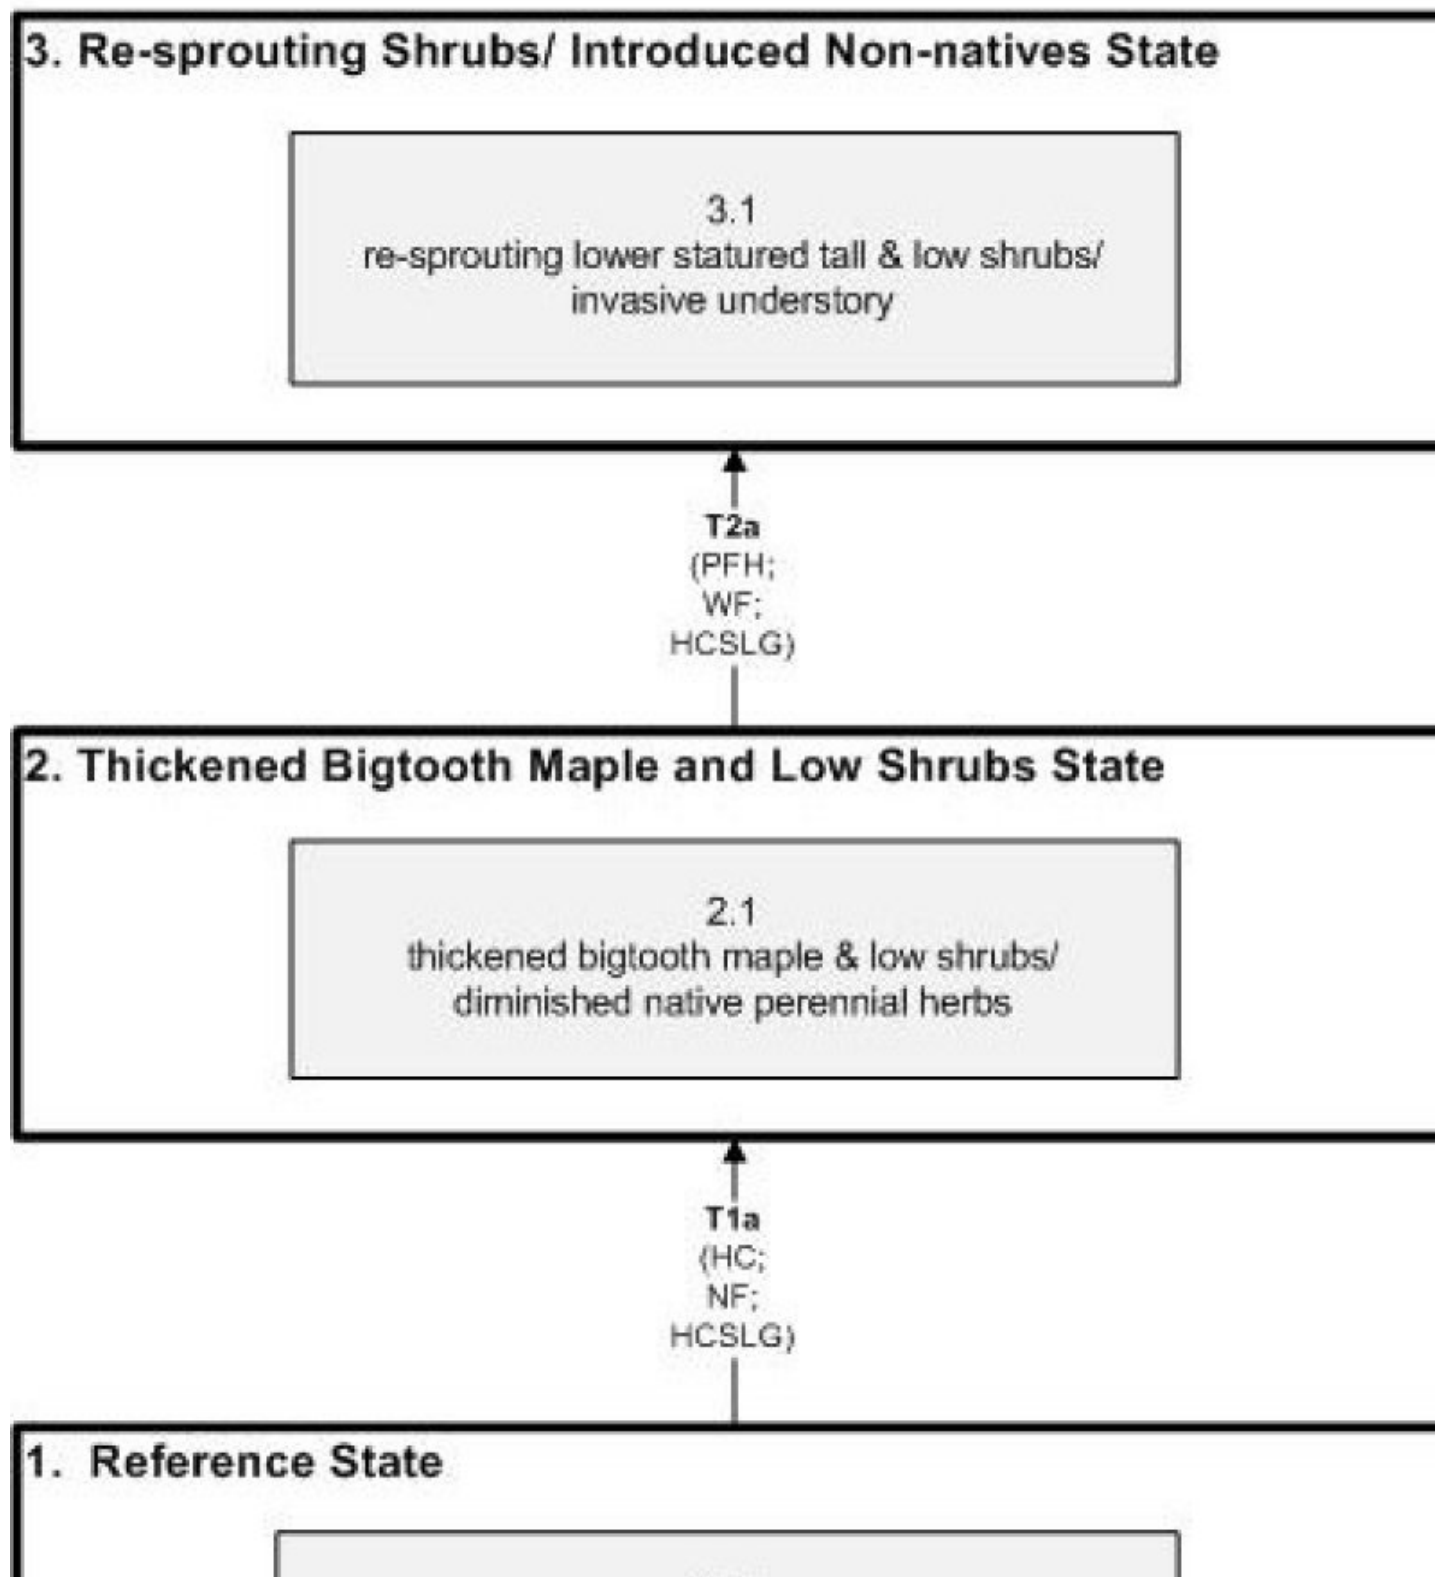 3. Re-sprouting Shrubs/ Introduced Non-natives State
3.1
re-sprouting lower statured tall & low shrubs/
invasive understory
T2a
(PFH;
WF;
HCSLG)
2. Thickened Bigtooth Maple and Low Shrubs State
2.1
thickened bigtooth maple & low shrubs/
diminished native perennial herbs
T1a
(HC;
NF;
HCSLG)
1. Reference State